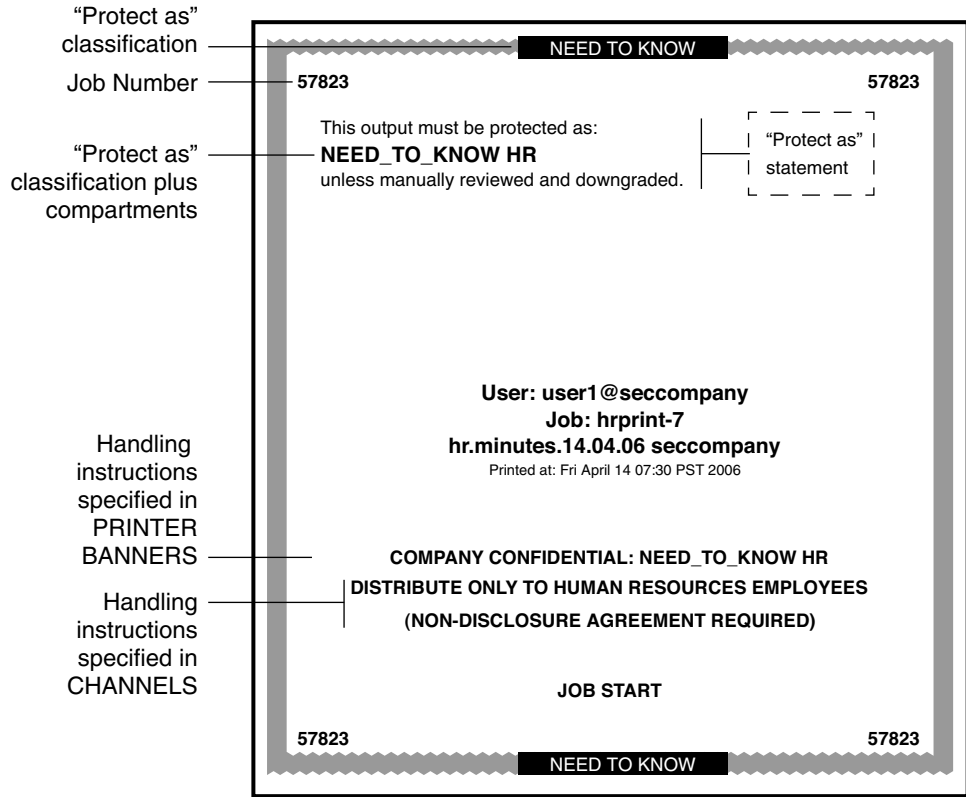 “Protect as”
classification
NEED TO KNOW
Job Number
57823
57823
This output must be protected as:
“Protect as”
classification plus
compartments
NEED_TO_KNOW HR
unless manually reviewed and downgraded.
“Protect as”
statement
User: user1@seccompany
Job: hrprint-7
hr.minutes.14.04.06 seccompany
Printed at: Fri April 14 07:30 PST 2006
Handling
instructions
specified in
PRINTER
BANNERS
COMPANY CONFIDENTIAL: NEED_TO_KNOW HR
Handling
instructions
specified in
CHANNELS
DISTRIBUTE ONLY TO HUMAN RESOURCES EMPLOYEES
(NON-DISCLOSURE AGREEMENT REQUIRED)
JOB START
57823
57823
NEED TO KNOW